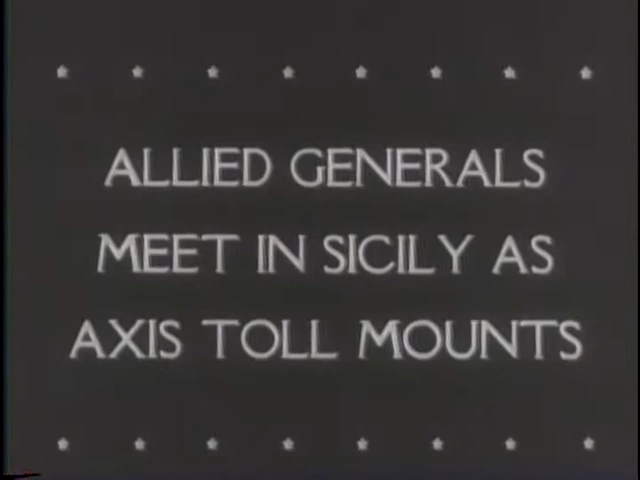 ALLIED GENERALS
MEET IN SICILY AS
AXIS TOLL MOUNTS